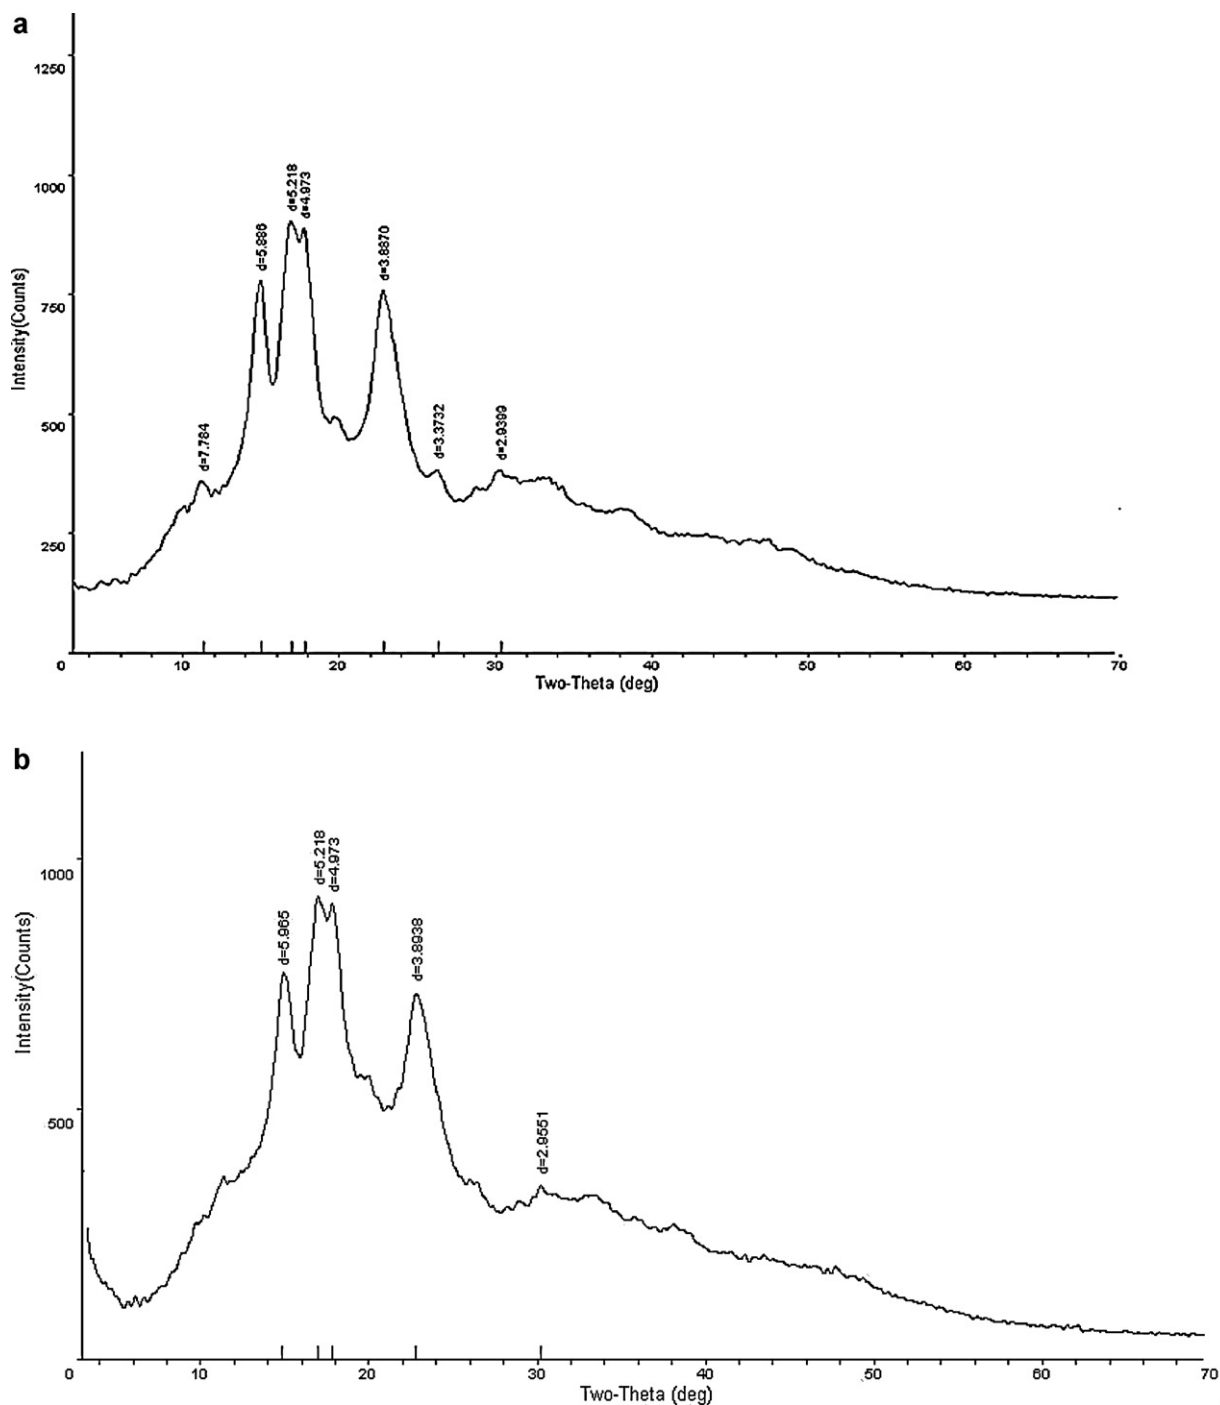 a
1250
1000
750
500
250
0
Intensity(Counts)
d=7.784
d=5.886
d=5.218
d=4.973
d=3.8870
d=3.3732
d=2.9399
10
20
30
40
50
60
70
Two-Theta (deg)
b
1000
500
0
Intensity(Counts)
d=5.965
d=5.218
d=4.973
d=3.8938
d=2.9551
10
20
30
40
50
60
70
Two-Theta (deg)